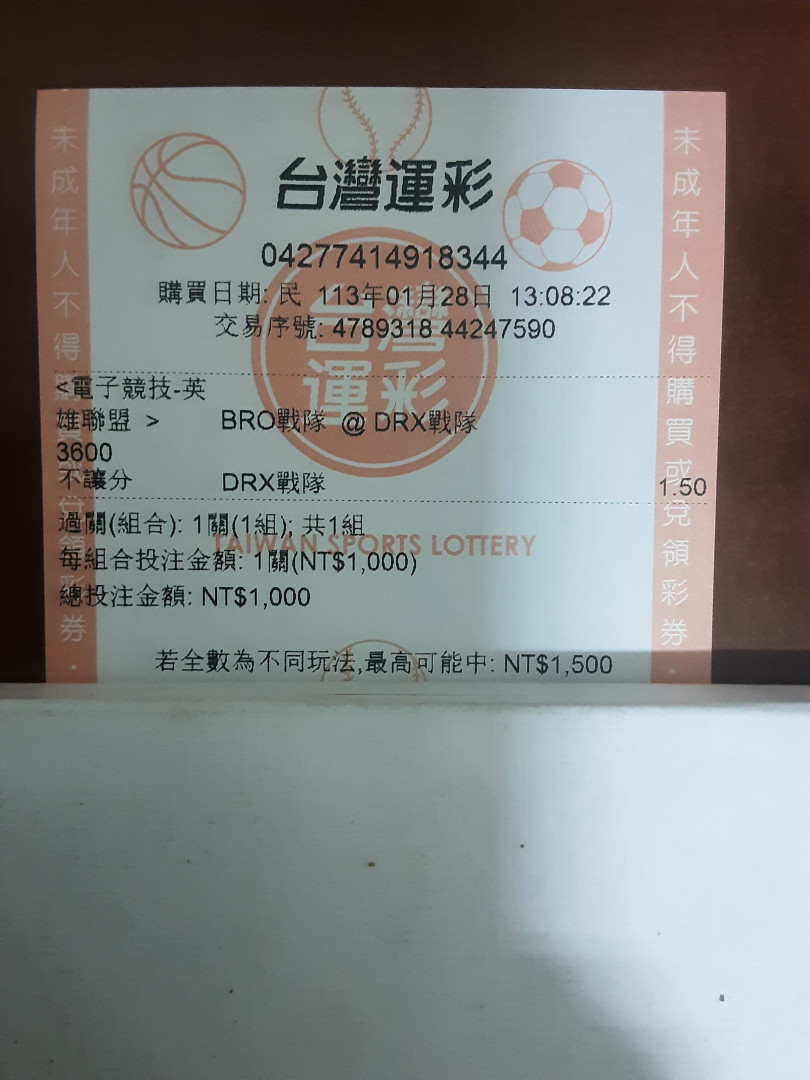 台灣運彩
04277414918344
購買日期: 民 113年01月28日 13:08:22
交易序號: 4789318 44247590
台灣
運彩
<電子競技-英
雄聯盟 > BRO戰隊 @ DRX戰隊
3600
不讓分 DRX戰隊 1.50
過關(組合): 1關(1組); 共1組
TAIWAN SPORTS LOTTERY
每組合投注金額: 1關(NT$1,000)
總投注金額: NT$1,000
若全數為不同玩法,最高可能中: NT$1,500
未成年人不得購買或兌領彩券.
未成年人不得購買或兌領彩券.